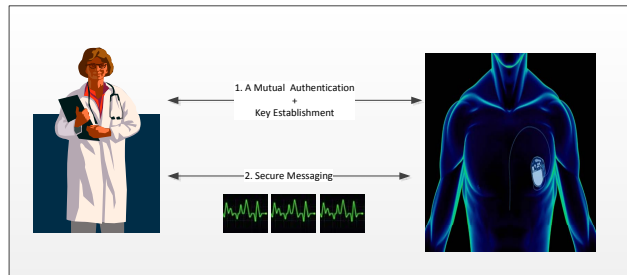 1. A Mutual Authentication
+
Key Establishment
2. Secure Messaging